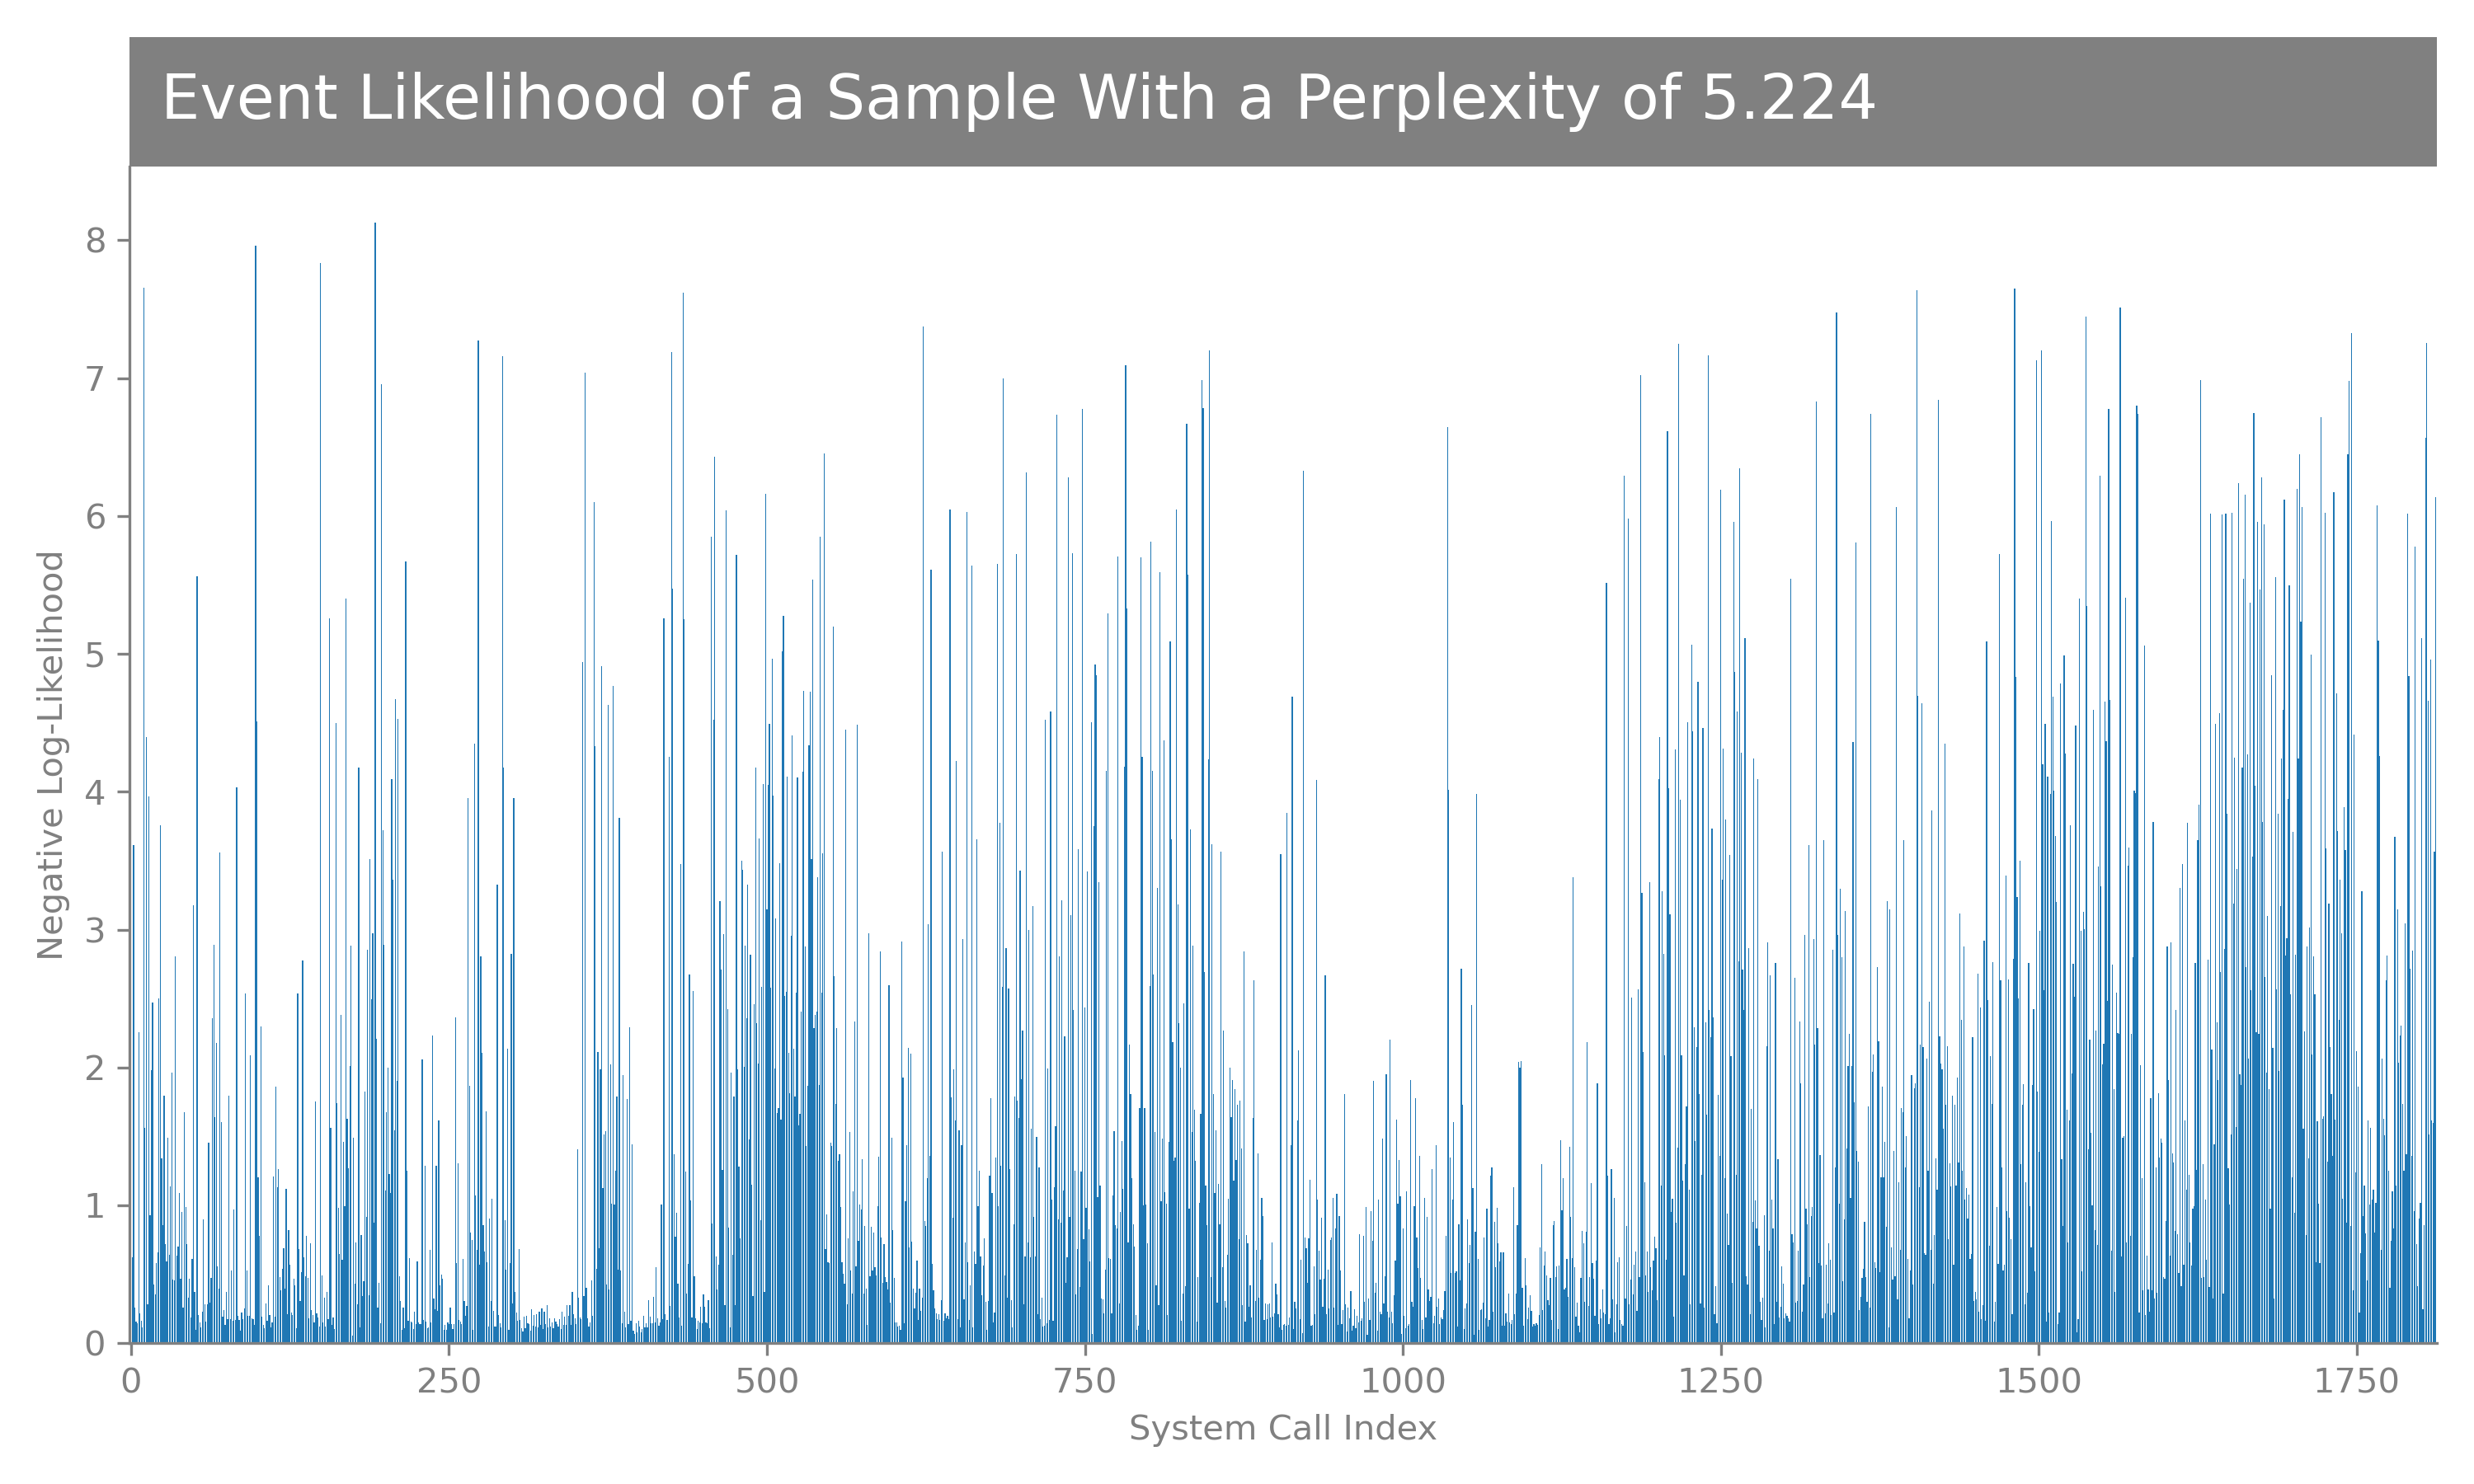 Event Likelihood of a Sample With a Perplexity of 5.224
8
7
6
5
4
3
2
1
0
Negative Log-Likelihood
0 250 500 750 1000 1250 1500 1750
System Call Index